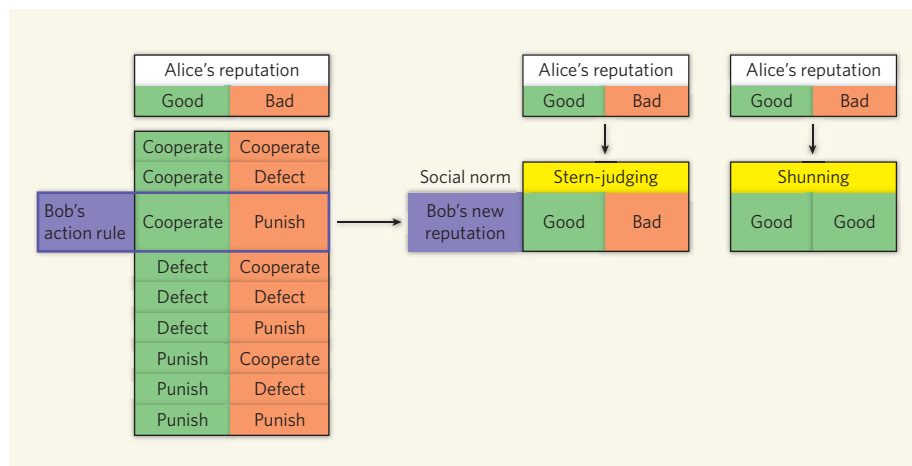 Alice's reputation
Good Bad
Cooperate Cooperate
Cooperate Defect
Bob's action rule
Cooperate Punish
Defect Cooperate
Defect Defect
Defect Punish
Punish Cooperate
Punish Defect
Punish Punish
Alice's reputation
Good Bad
Social norm
Stern-judging
Bob's new
reputation
Good Bad
Alice's reputation
Good Bad
Shunning
Good Good